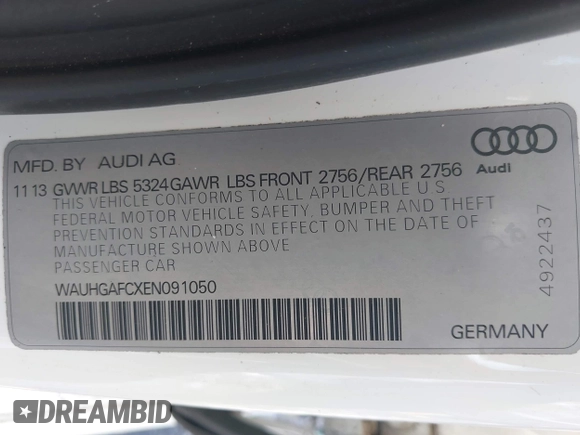 MFD. BY AUDI AG
Audi
11 13 GVWR LBS 5324 GAWR LBS FRONT 2756/REAR 2756
THIS VEHICLE CONFORMS TO ALL APPLICABLE U.S.
FEDERAL MOTOR VEHICLE SAFETY, BUMPER AND THEFT
PREVENTION STANDARDS IN EFFECT ON THE DATE OF
MANUFACTURE SHOWN ABOVE
PASSENGER CAR
WAUHGAFCXEN091050
4922437
GERMANY
DREAMBID